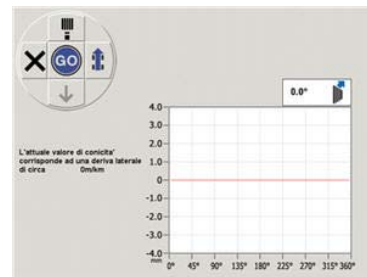 GO
0.0°
4.0
3.0
2.0
1.0
0
-1.0
-2.0
-3.0
-4.0
mm
0° 45° 90° 135° 180° 225° 270° 315° 360°
L'attuale valore di conicita'
corrisponde ad una deriva laterale
di circa 0m/km